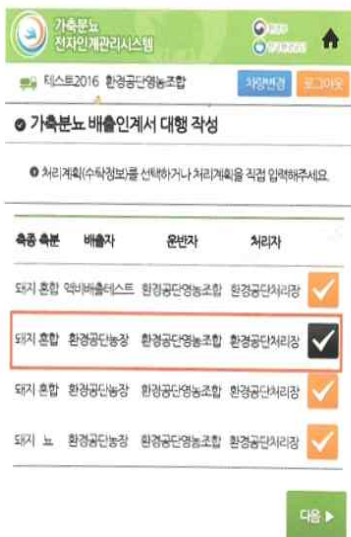 가축분뇨
전자인계관리시스템
테스트2016 환경공단영농조합 차량변경 로그아웃
가축분뇨 배출인계서 대행 작성
처리계획(수탁정보)를 선택하거나 처리계획을 직접 입력해주세요.
축종 축분 배출자 운반자 처리자
돼지 혼합 액비배출테스트 환경공단영농조합 환경공단처리장
돼지 혼합 환경공단농장 환경공단영농조합 환경공단처리장
돼지 혼합 환경공단농장 환경공단영농조합 환경공단처리장
돼지 뇨 환경공단농장 환경공단영농조합 환경공단처리장
다음 ▶